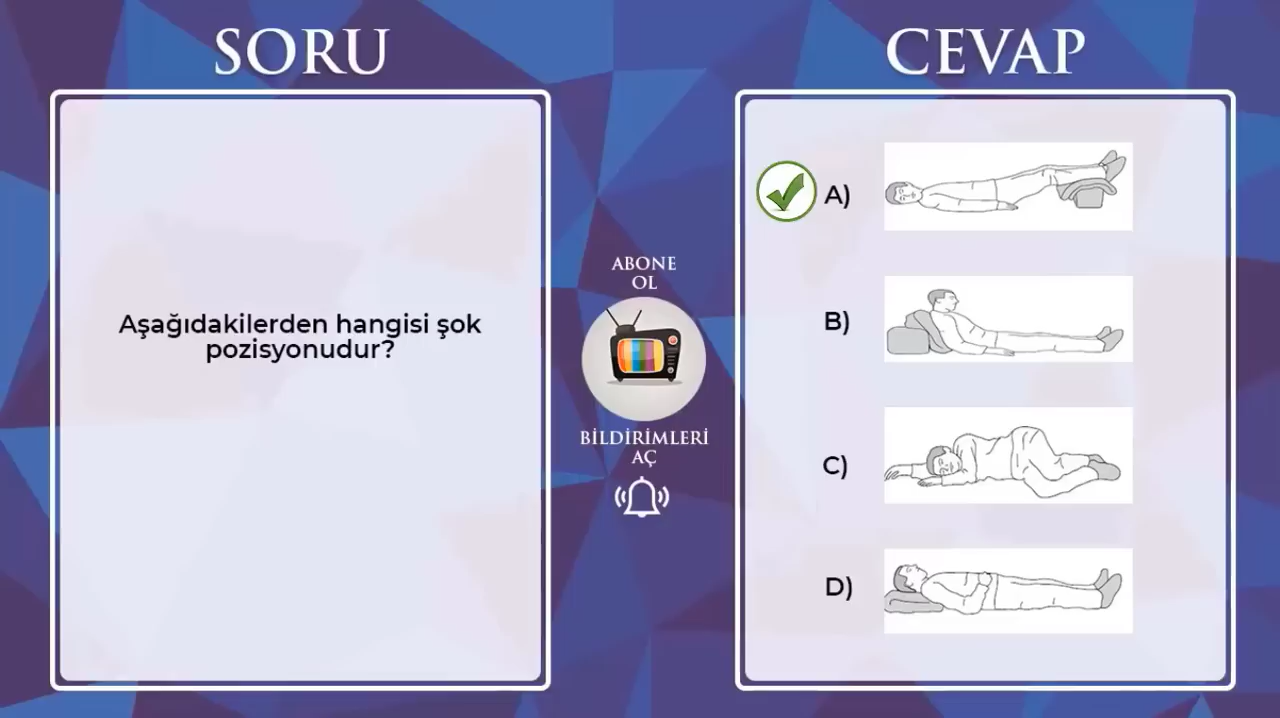 SORU
Aşağıdakilerden hangisi şok
pozisyonudur?
ABONE
OL
BİLDİRİMLERİ
AÇ
CEVAP
A)
B)
C)
D)